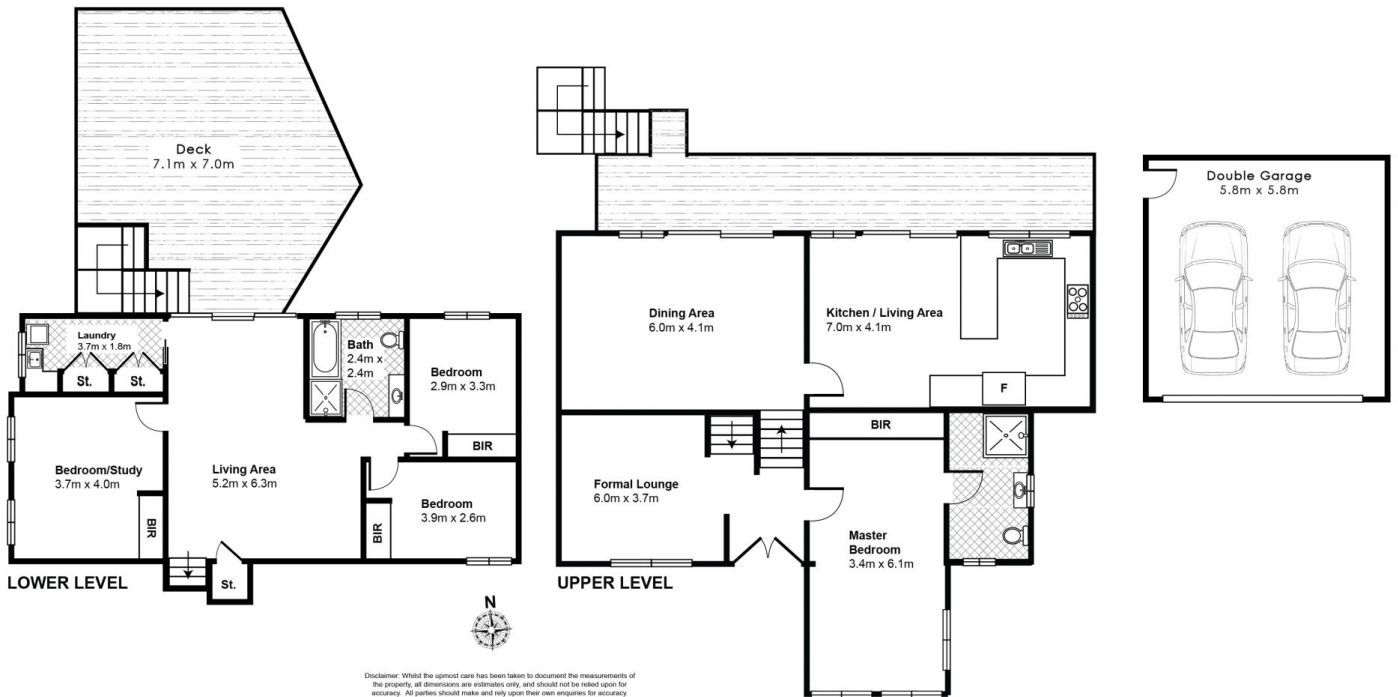 Deck
7.1m x 7.0m
Laundry
3.7m x 1.8m
St.
St.
Bath
2.4m x
2.4m
Bedroom
2.9m x 3.3m
BIR
Bedroom/Study
3.7m x 4.0m
BIR
Living Area
5.2m x 6.3m
Bedroom
3.9m x 2.6m
BIR
St.
LOWER LEVEL
Dining Area
6.0m x 4.1m
Kitchen / Living Area
7.0m x 4.1m
F
BIR
Formal Lounge
6.0m x 3.7m
Master
Bedroom
3.4m x 6.1m
UPPER LEVEL
Double Garage
5.8m x 5.8m
N
Disclaimer: Whilst the upmost care has been taken to document the measurements of
the property, all dimensions are estimates only, and should not be relied upon for
accuracy. All parties should make and rely upon their own enquiries for accuracy